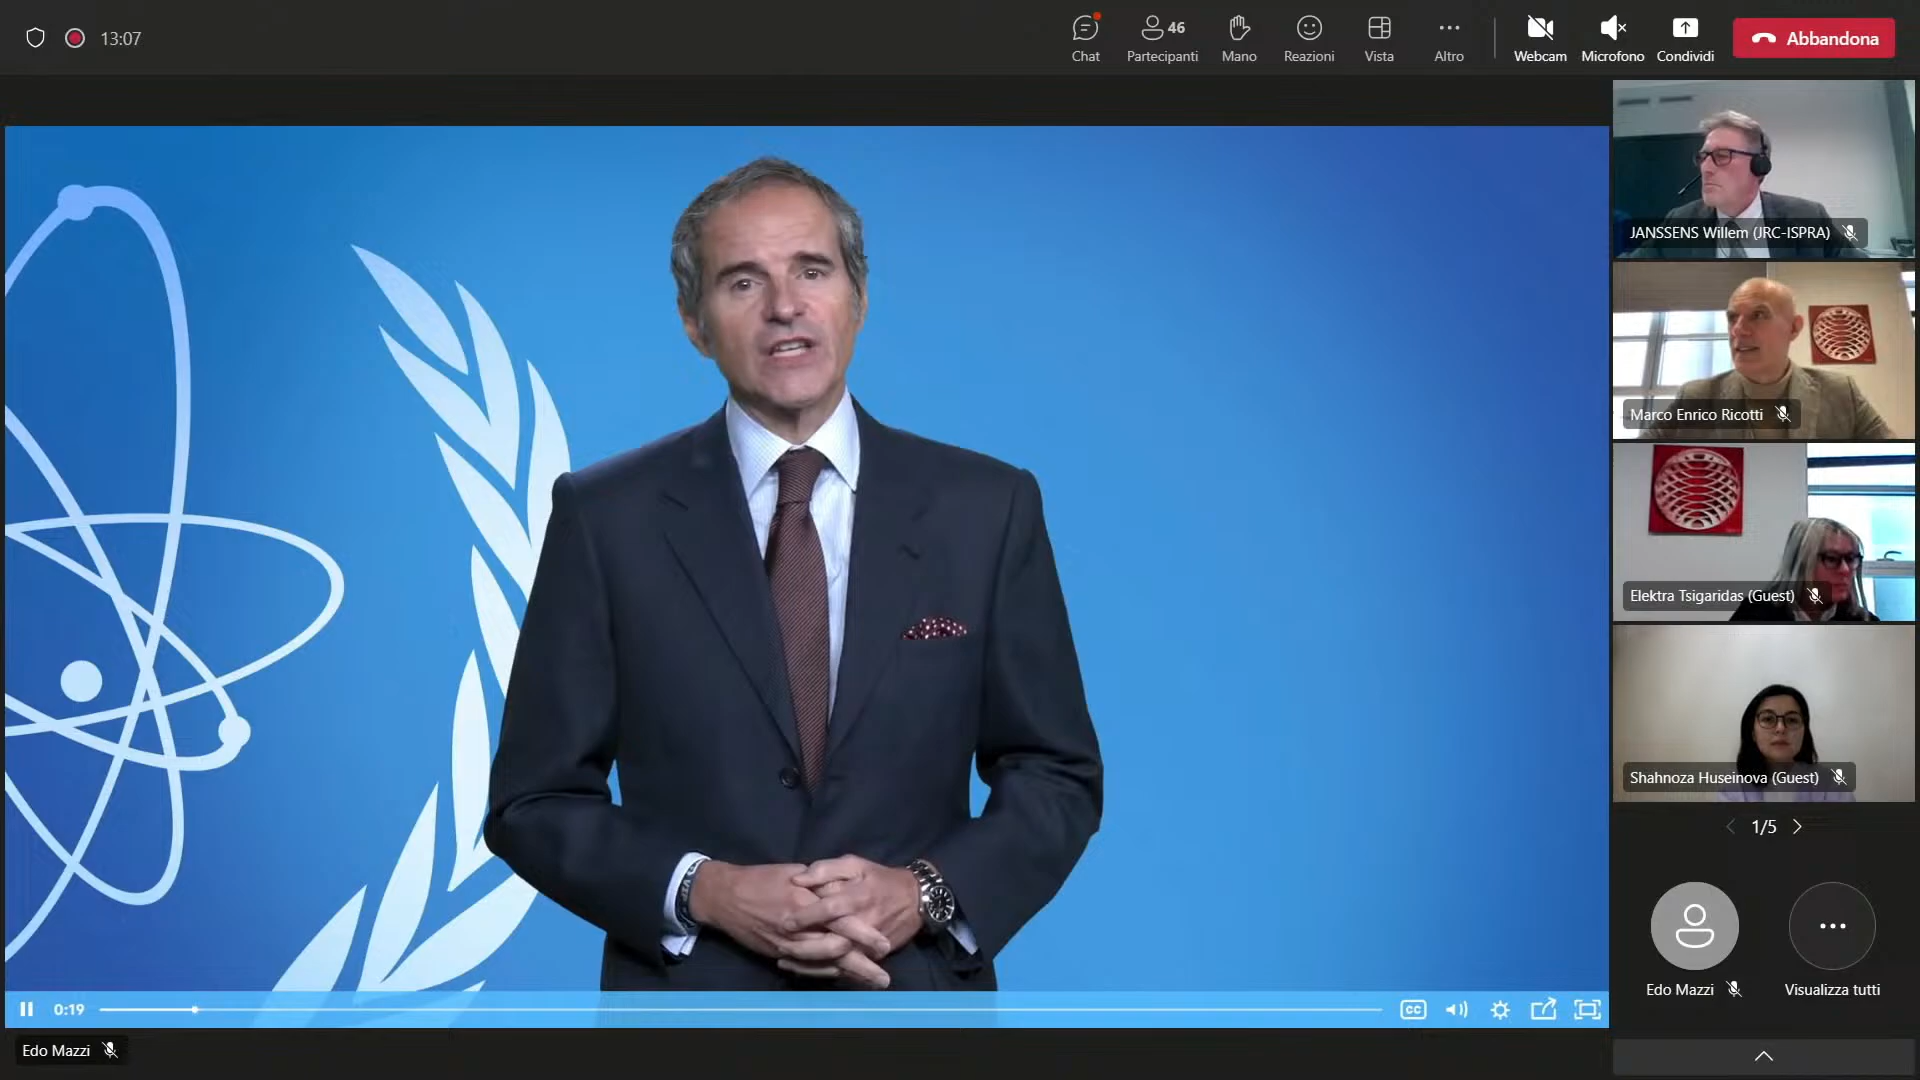 13:07
Chat
46
Partecipanti
Mano
Reazioni
Vista
Altro
Webcam
Microfono
Condividi
Abbandona
JANSSENS Willem (JRC-ISPRA)
Marco Enrico Ricotti
Elektra Tsigaridas (Guest)
Shahnoza Huseinova (Guest)
1/5
Edo Mazzi
Visualizza tutti
0:19
CC
Edo Mazzi